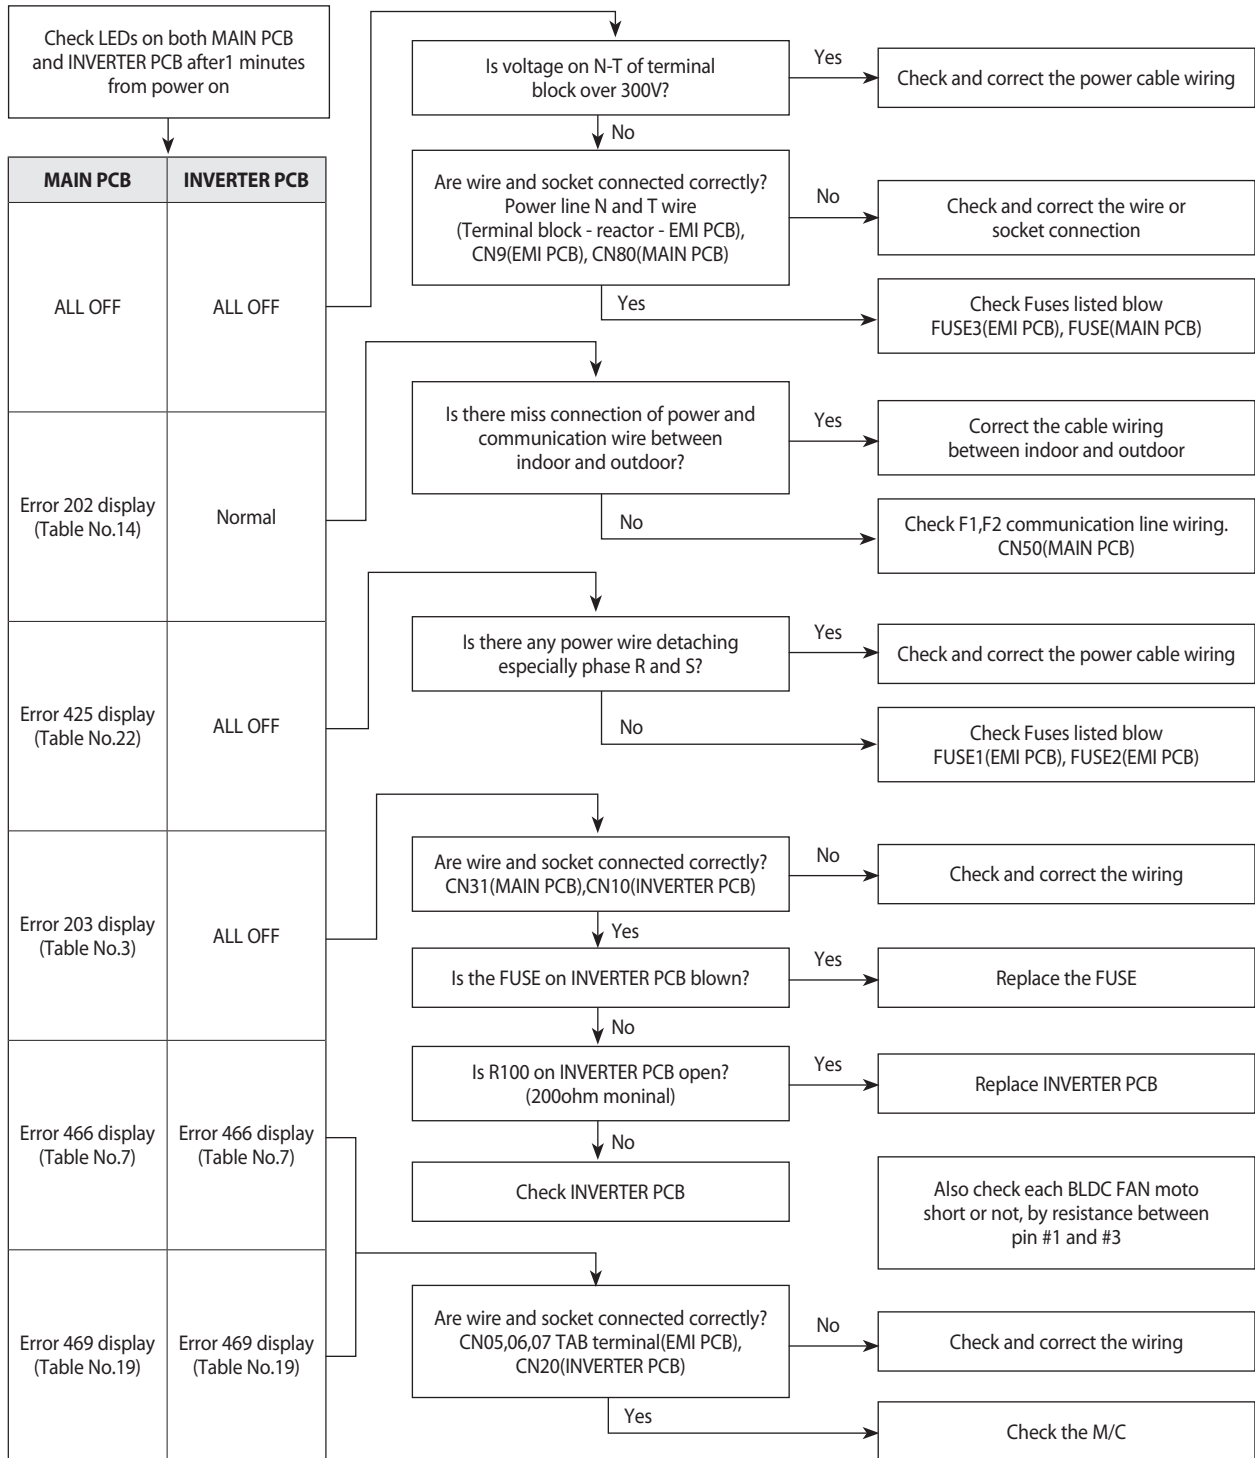 Check LEDs on both MAIN PCB
and INVERTER PCB after1 minutes
from power on
MAIN PCB
INVERTER PCB
ALL OFF
ALL OFF
Error 202 display
(Table No.14)
Normal
Error 425 display
(Table No.22)
ALL OFF
Error 203 display
(Table No.3)
ALL OFF
Error 466 display
(Table No.7)
Error 466 display
(Table No.7)
Error 469 display
(Table No.19)
Error 469 display
(Table No.19)
Is voltage on N-T of terminal
block over 300V?
Yes
Check and correct the power cable wiring
No
Are wire and socket connected correctly?
Power line N and T wire
(Terminal block - reactor - EMI PCB),
CN9(EMI PCB), CN80(MAIN PCB)
No
Check and correct the wire or
socket connection
Yes
Check Fuses listed blow
FUSE3(EMI PCB), FUSE(MAIN PCB)
Is there miss connection of power and
communication wire between
indoor and outdoor?
Yes
Correct the cable wiring
between indoor and outdoor
No
Check F1,F2 communication line wiring.
CN50(MAIN PCB)
Is there any power wire detaching
especially phase R and S?
Yes
Check and correct the power cable wiring
No
Check Fuses listed blow
FUSE1(EMI PCB), FUSE2(EMI PCB)
Are wire and socket connected correctly?
CN31(MAIN PCB),CN10(INVERTER PCB)
No
Check and correct the wiring
Yes
Is the FUSE on INVERTER PCB blown?
Yes
Replace the FUSE
No
Is R100 on INVERTER PCB open?
(200ohm moninal)
Yes
Replace INVERTER PCB
No
Check INVERTER PCB
Also check each BLDC FAN moto
short or not, by resistance between
pin #1 and #3
Are wire and socket connected correctly?
CN05,06,07 TAB terminal(EMI PCB),
CN20(INVERTER PCB)
No
Check and correct the wiring
Yes
Check the M/C